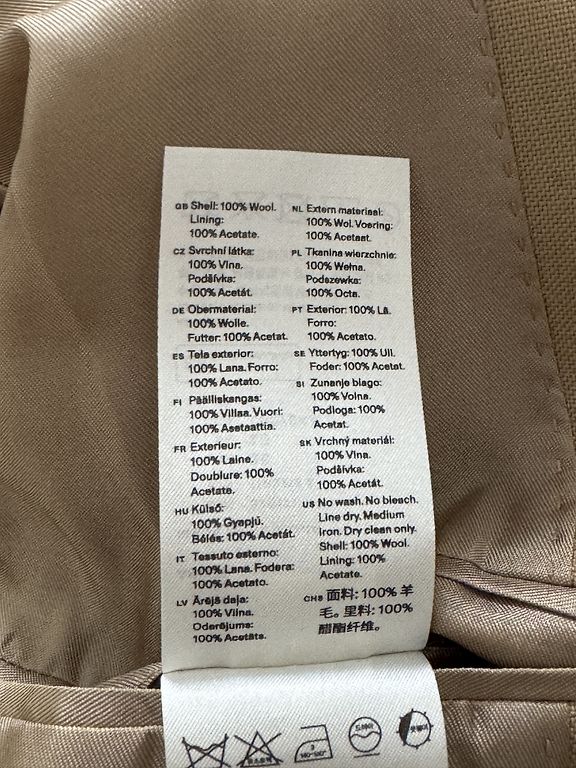 GB Shell: 100% Wool.
Lining:
100% Acetate.
CZ Svrchní látka:
100% Vlna.
Podšívka:
100% Acetát.
DE Obermaterial:
100% Wolle.
Futter: 100% Acetat.
ES Tela exterior:
100% Lana. Forro:
100% Acetato.
FI Päälliskangas:
100% Villaa. Vuori:
100% Asetaattia.
FR Exterieur:
100% Laine.
Doublure: 100%
Acetate.
HU Külső:
100% Gyapjú.
Bélés: 100% Acetát.
IT Tessuto esterno:
100% Lana. Fodera:
100% Acetato.
LV Ārējā daļa:
100% Vilna.
Oderējums:
100% Acetāts.
NL Extern materiaal:
100% Wol. Voering:
100% Acetaat.
PL Tkanina wierzchnie:
100% Wełna.
Podszewka:
100% Octa.
PT Exterior: 100% Lã.
Forro:
100% Acetato.
SE Yttertyg: 100% Ull.
Foder: 100% Acetat.
SI Zunanje blago:
100% Volna.
Podloga: 100%
Acetat.
SK Vrchný materiál:
100% Vlna.
Podšívka:
100% Acetát.
US No wash. No bleach.
Line dry. Medium
iron. Dry clean only.
Shell: 100% Wool.
Lining: 100%
Acetate.
CHS 面料: 100% 羊
毛。里料: 100%
醋酯纤维。
드라이